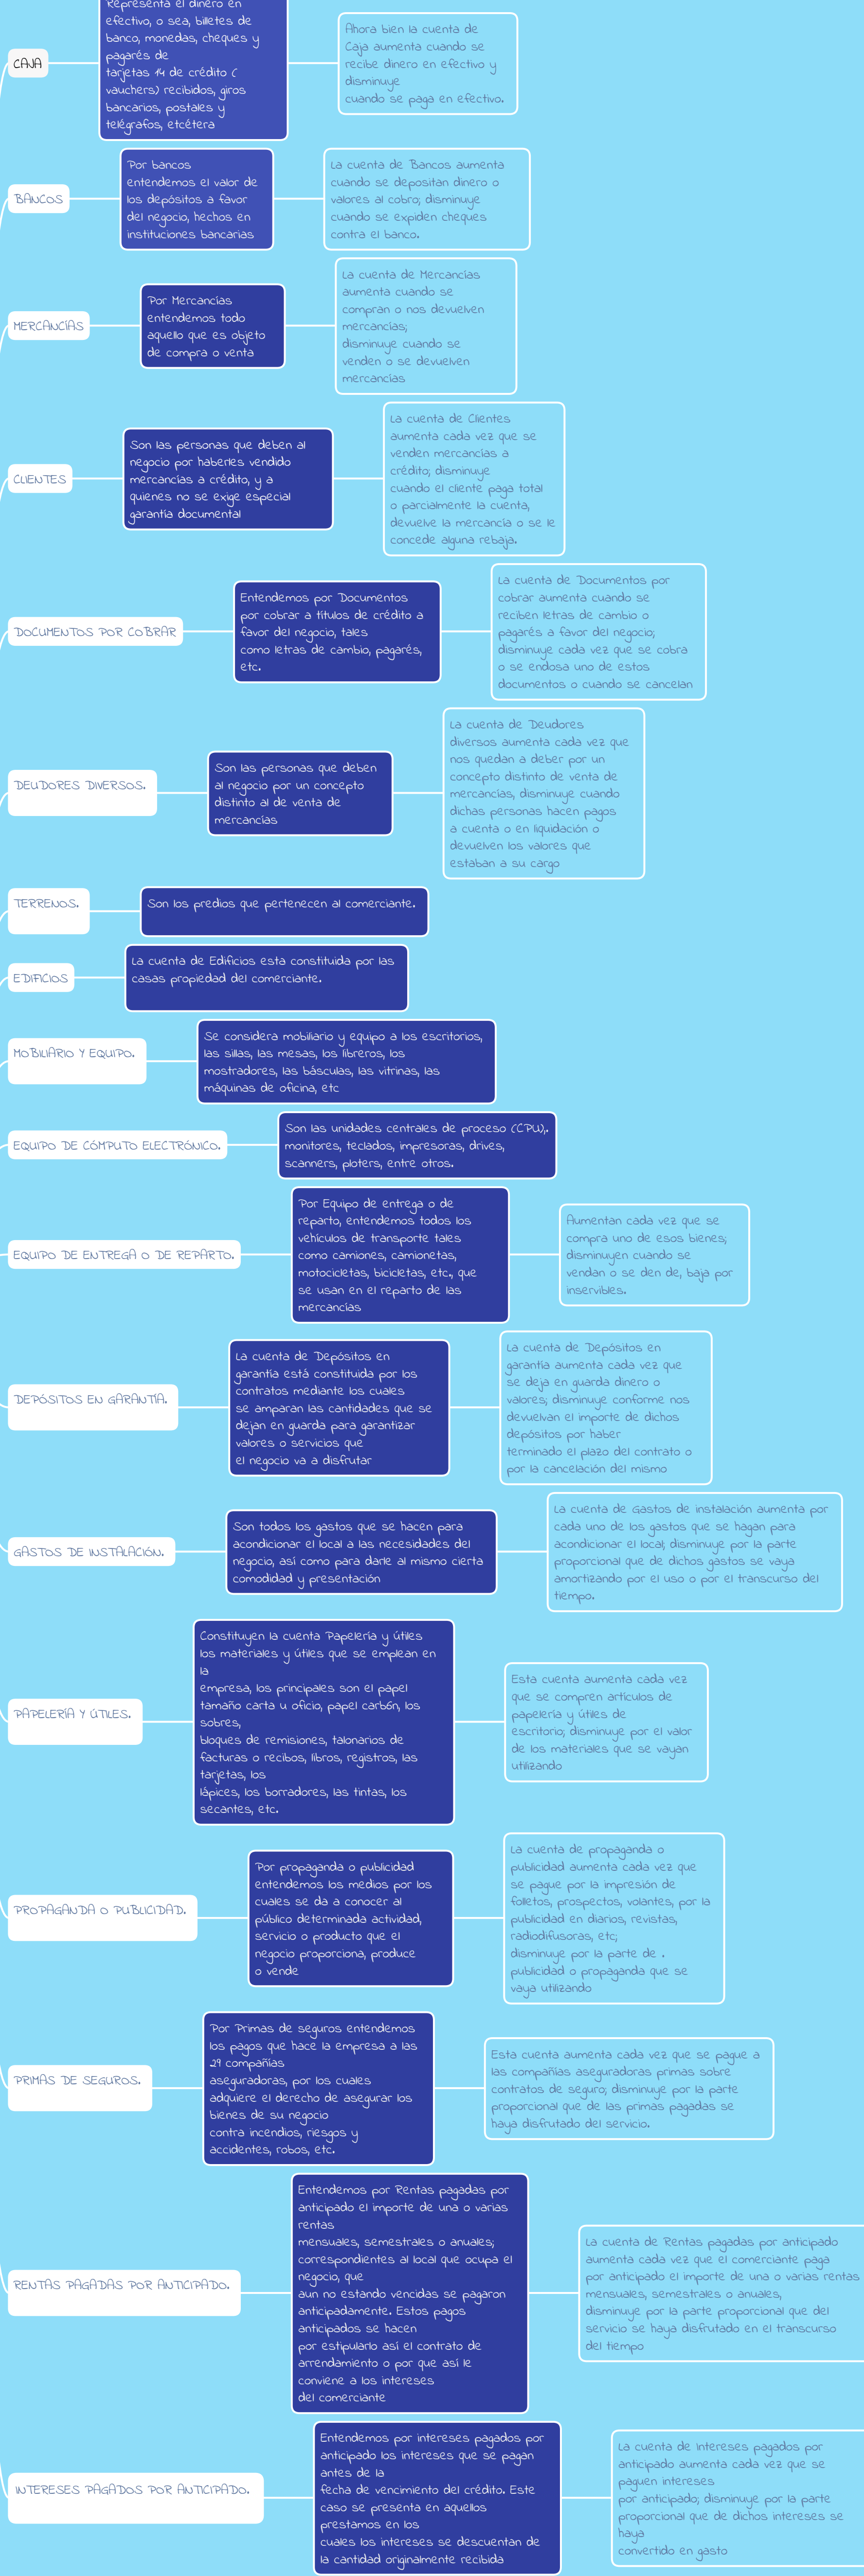 Representa el dinero en
efectivo, o sea, billetes de
banco, monedas, cheques y
pagarés de
tarjetas 14 de crédito (
vauchers) recibidos, giros
bancarios, postales y
telégrafos, etcétera
CAJA
Ahora bien la cuenta de
Caja aumenta cuando se
recibe dinero en efectivo y
disminuye
cuando se paga en efectivo.
BANCOS
Por bancos
entendemos el valor de
los depósitos a favor
del negocio, hechos en
instituciones bancarias
La cuenta de Bancos aumenta
cuando se depositan dinero o
valores al cobro; disminuye
cuando se expiden cheques
contra el banco.
MERCANCÍAS
Por Mercancías
entendemos todo
aquello que es objeto
de compra o venta
La cuenta de Mercancías
aumenta cuando se
compran o nos devuelven
mercancías;
disminuye cuando se
venden o se devuelven
mercancías
CLIENTES
Son las personas que deben al
negocio por haberles vendido
mercancías a crédito, y a
quienes no se exige especial
garantía documental
La cuenta de Clientes
aumenta cada vez que se
venden mercancías a
crédito; disminuye
cuando el cliente paga total
o parcialmente la cuenta,
devuelve la mercancía o se le
concede alguna rebaja.
DOCUMENTOS POR COBRAR
Entendemos por Documentos
por cobrar a títulos de crédito a
favor del negocio, tales
como letras de cambio, pagarés,
etc.
La cuenta de Documentos por
cobrar aumenta cuando se
reciben letras de cambio o
pagarés a favor del negocio;
disminuye cada vez que se cobra
o se endosa uno de estos
documentos o cuando se cancelan
DEUDORES DIVERSOS.
Son las personas que deben
al negocio por un concepto
distinto al de venta de
mercancías
La cuenta de Deudores
diversos aumenta cada vez que
nos quedan a deber por un
concepto distinto de venta de
mercancías, disminuye cuando
dichas personas hacen pagos
a cuenta o en liquidación o
devuelven los valores que
estaban a su cargo
TERRENOS.
Son los predios que pertenecen al comerciante.
EDIFICIOS
La cuenta de Edificios esta constituida por las
casas propiedad del comerciante.
MOBILIARIO Y EQUIPO.
Se considera mobiliario y equipo a los escritorios,
las sillas, las mesas, los libreros, los
mostradores, las básculas, las vitrinas, las
máquinas de oficina, etc
EQUIPO DE CÓMPUTO ELECTRÓNICO.
Son las unidades centrales de proceso (CPU),.
monitores, teclados, impresoras, drives,
scanners, ploters, entre otros.
EQUIPO DE ENTREGA O DE REPARTO.
Por Equipo de entrega o de
reparto, entendemos todos los
vehículos de transporte tales
como camiones, camionetas,
motocicletas, bicicletas, etc., que
se usan en el reparto de las
mercancías
Aumentan cada vez que se
compra uno de esos bienes;
disminuyen cuando se
vendan o se den de, baja por
inservibles.
DEPÓSITOS EN GARANTÍA.
La cuenta de Depósitos en
garantía está constituida por los
contratos mediante los cuales
se amparan las cantidades que se
dejan en guarda para garantizar
valores o servicios que
el negocio va a disfrutar
La cuenta de Depósitos en
garantía aumenta cada vez que
se deja en guarda dinero o
valores; disminuye conforme nos
devuelvan el importe de dichos
depósitos por haber
terminado el plazo del contrato o
por la cancelación del mismo
GASTOS DE INSTALACIÓN.
Son todos los gastos que se hacen para
acondicionar el local a las necesidades del
negocio, así como para darle al mismo cierta
comodidad y presentación
La cuenta de Gastos de instalación aumenta por
cada uno de los gastos que se hagan para
acondicionar el local; disminuye por la parte
proporcional que de dichos gastos se vaya
amortizando por el uso o por el transcurso del
tiempo.
PAPELERÍA Y ÚTILES.
Constituyen la cuenta Papelería y útiles
los materiales y útiles que se emplean en
la
empresa, los principales son el papel
tamaño carta u oficio, papel carb6n, los
sobres,
bloques de remisiones, talonarios de
facturas o recibos, libros, registros, las
tarjetas, los
lápices, los borradores, las tintas, los
secantes, etc.
Esta cuenta aumenta cada vez
que se compren artículos de
papelería y útiles de
escritorio; disminuye por el valor
de los materiales que se vayan
utilizando
PROPAGANDA O PUBLICIDAD.
Por propaganda o publicidad
entendemos los medios por los
cuales se da a conocer al
público determinada actividad,
servicio o producto que el
negocio proporciona, produce
o vende
La cuenta de propaganda o
publicidad aumenta cada vez que
se pague por la impresión de
folletos, prospectos, volantes, por la
publicidad en diarios, revistas,
radiodifusoras, etc;
disminuye por la parte de .
publicidad o propaganda que se
vaya utilizando
PRIMAS DE SEGUROS.
Por Primas de seguros entendemos
los pagos que hace la empresa a las
29 compañías
aseguradoras, por los cuales
adquiere el derecho de asegurar los
bienes de su negocio
contra incendios, riesgos y
accidentes, robos, etc.
Esta cuenta aumenta cada vez que se pague a
las compañías aseguradoras primas sobre
contratos de seguro; disminuye por la parte
proporcional que de las primas pagadas se
haya disfrutado del servicio.
RENTAS PAGADAS POR ANTICIPADO.
Entendemos por Rentas pagadas por
anticipado el importe de una o varias
rentas
mensuales, semestrales o anuales;
correspondientes al local que ocupa el
negocio, que
aun no estando vencidas se pagaron
anticipadamente. Estos pagos
anticipados se hacen
por estipularlo así el contrato de
arrendamiento o por que así le
conviene a los intereses
del comerciante
La cuenta de Rentas pagadas por anticipado
aumenta cada vez que el comerciante paga
por anticipado el importe de una o varias rentas
mensuales, semestrales o anuales,
disminuye por la parte proporcional que del
servicio se haya disfrutado en el transcurso
del tiempo
INTERESES PAGADOS POR ANTICIPADO.
Entendemos por intereses pagados por
anticipado los intereses que se pagan
antes de la
fecha de vencimiento del crédito. Este
caso se presenta en aquellos
prestamos en los
cuales los intereses se descuentan de
la cantidad originalmente recibida
La cuenta de Intereses pagados por
anticipado aumenta cada vez que se
paguen intereses
por anticipado; disminuye por la parte
proporcional que de dichos intereses se
haya
convertido en gasto